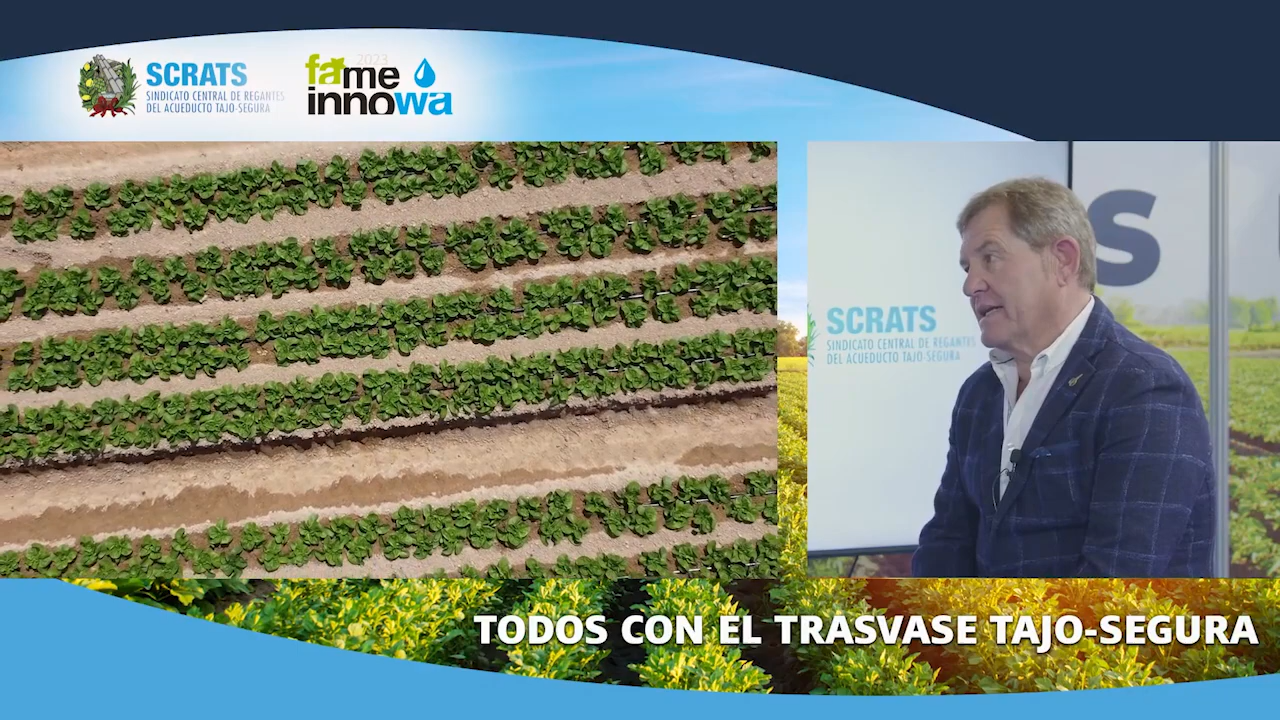 SCRATS
SINDICATO CENTRAL DE REGANTES
DEL ACUEDUCTO TAJO-SEGURA
2023
fame
innowa
S
SCRATS
SINDICATO CENTRAL DE REGANTES
DEL ACUEDUCTO TAJO-SEGURA
TODOS CON EL TRASVASE TAJO-SEGURA